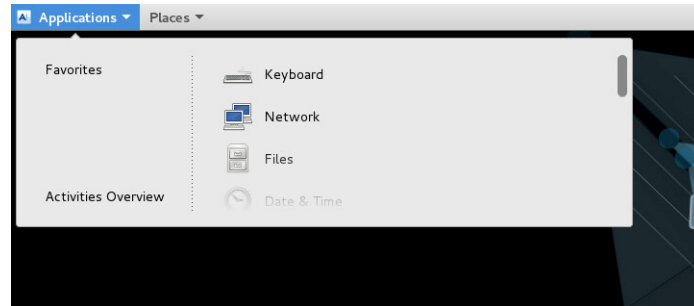 Applications Places
Favorites
Keyboard
Network
Files
Activities Overview
Date & Time